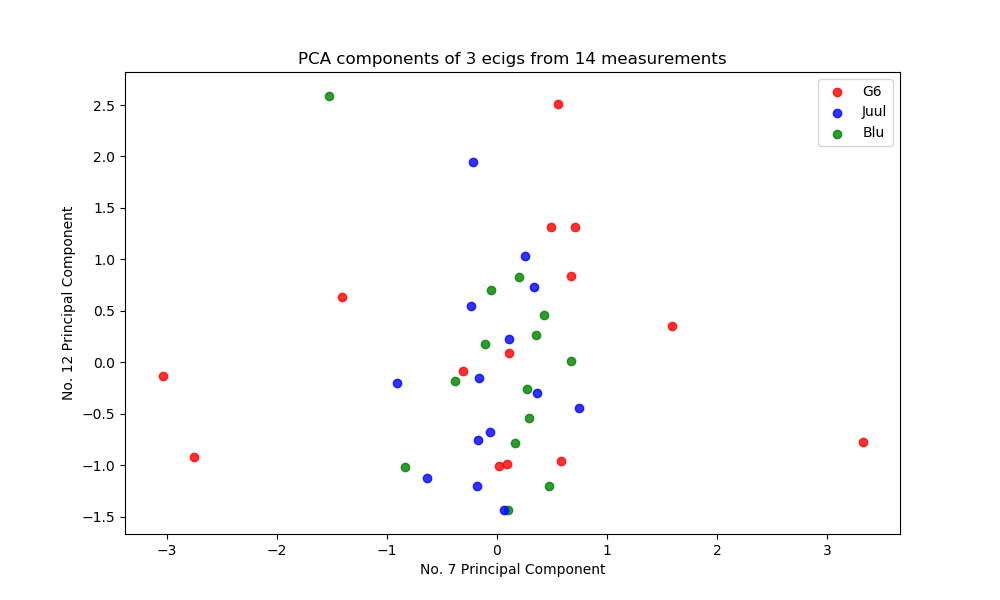 PCA components of 3 ecigs from 14 measurements
G6
Juul
Blu
2.5
2.0
1.5
1.0
0.5
0.0
−0.5
−1.0
−1.5
No. 12 Principal Component
−3
−2
−1
0
1
2
3
No. 7 Principal Component